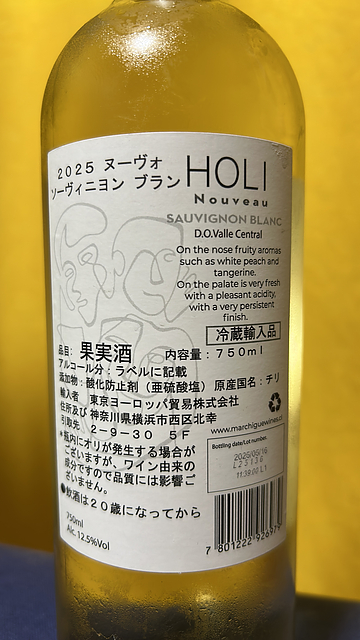 2025 ヌーヴォ
ソーヴィニヨン ブラン
HOLI
Nouveau
SAUVIGNON BLANC
D.O.Valle Central
On the nose fruity aromas
such as white peach and
tangerine.
On the palate is very fresh
with a pleasant acidity,
with a very persistent
finish.
冷蔵輸入品
品目: 果実酒 内容量：750ml
アルコール分：ラベルに記載
添加物：酸化防止剤（亜硫酸塩）原産国名：チリ
輸入者 東京ヨーロッパ貿易株式会社
住所及び 神奈川県横浜市西区北幸
引取先 2-9-30 5F
＊瓶内にオリが発生する場合が
ございますが、ワイン由来の
成分ですので品質には影響ご
ざいません。
●飲酒は20歳になってから
www.marchiguewines.cl
Bottling date/Lot number.
11:39:00 L1
750ml
Alc. 12.5%Vol
7 801222 92697